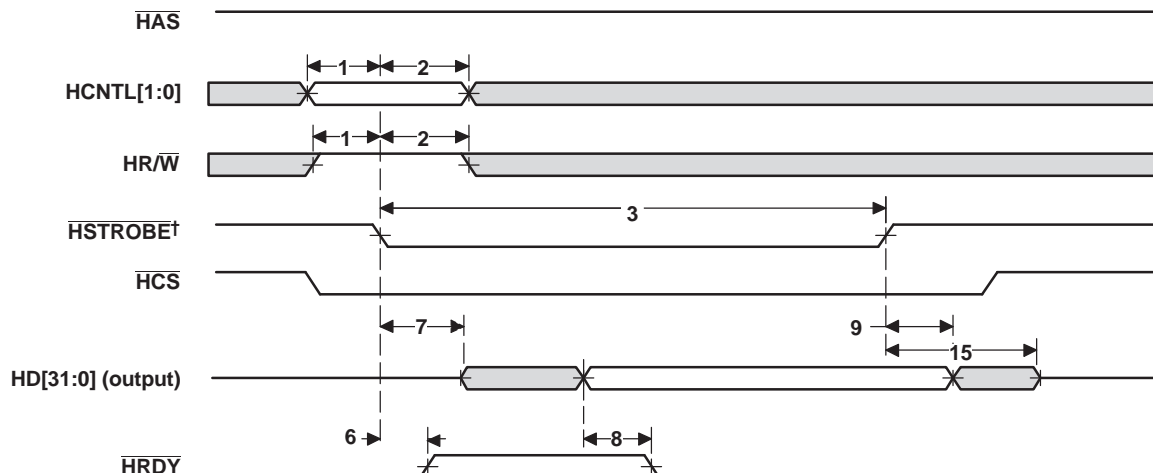 HAS
1 2
HCNTL[1:0]
1 2
HR/W
3
HSTROBE†
HCS
7 9
15
HD[31:0] (output)
6 8
HRDY